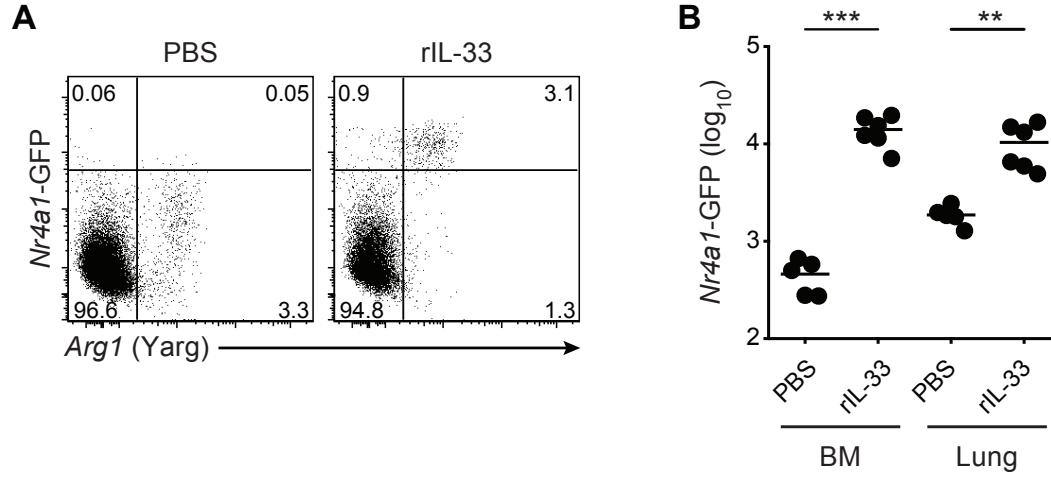 A
PBS
rIL-33
0.06
0.05
96.6
3.3
0.9
3.1
94.8
1.3
Nr4a1-GFP
Arg1 (Yarg)
B
***
**
Nr4a1-GFP (log10)
5
4
3
2
PBS
rIL-33
PBS
rIL-33
BM
Lung